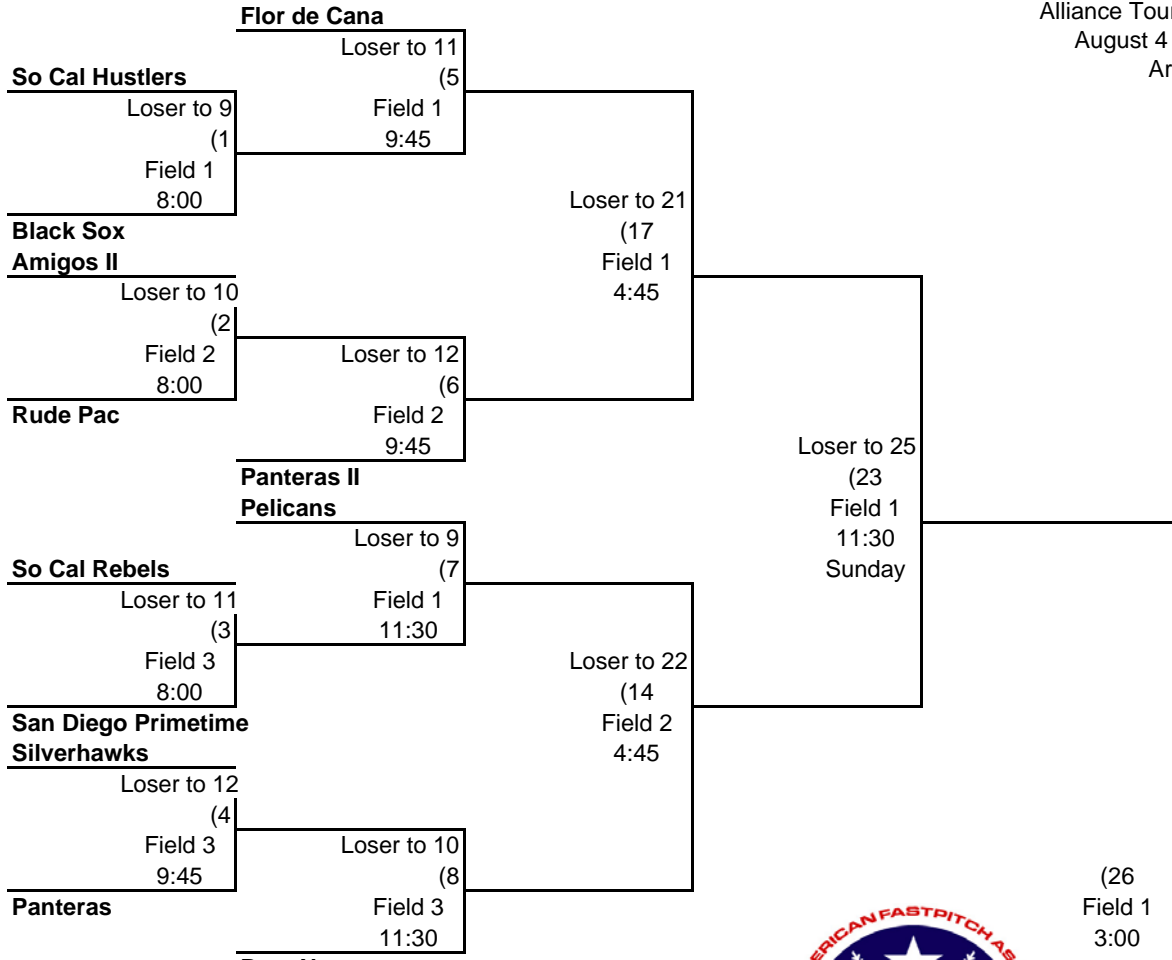 Flor de Cana
Alliance Tour
Loser to 11
August 4
So Cal Hustlers
(5
Ar
Loser to 9
Field 1
(1
9:45
Field 1
8:00
Loser to 21
Black Sox
(17
Amigos II
Field 1
Loser to 10
4:45
(2
Field 2
Loser to 12
8:00
(6
Rude Pac
Field 2
9:45
Loser to 25
Panteras II
(23
Pelicans
Field 1
Loser to 9
11:30
So Cal Rebels
(7
Sunday
Loser to 11
Field 1
(3
11:30
Field 3
Loser to 22
8:00
(14
San Diego Primetime
Field 2
Silverhawks
4:45
Loser to 12
(4
Field 3
Loser to 10
9:45
(8
(26
Panteras
Field 3
Field 1
11:30
3:00
ERICAN FASTPITCH AS